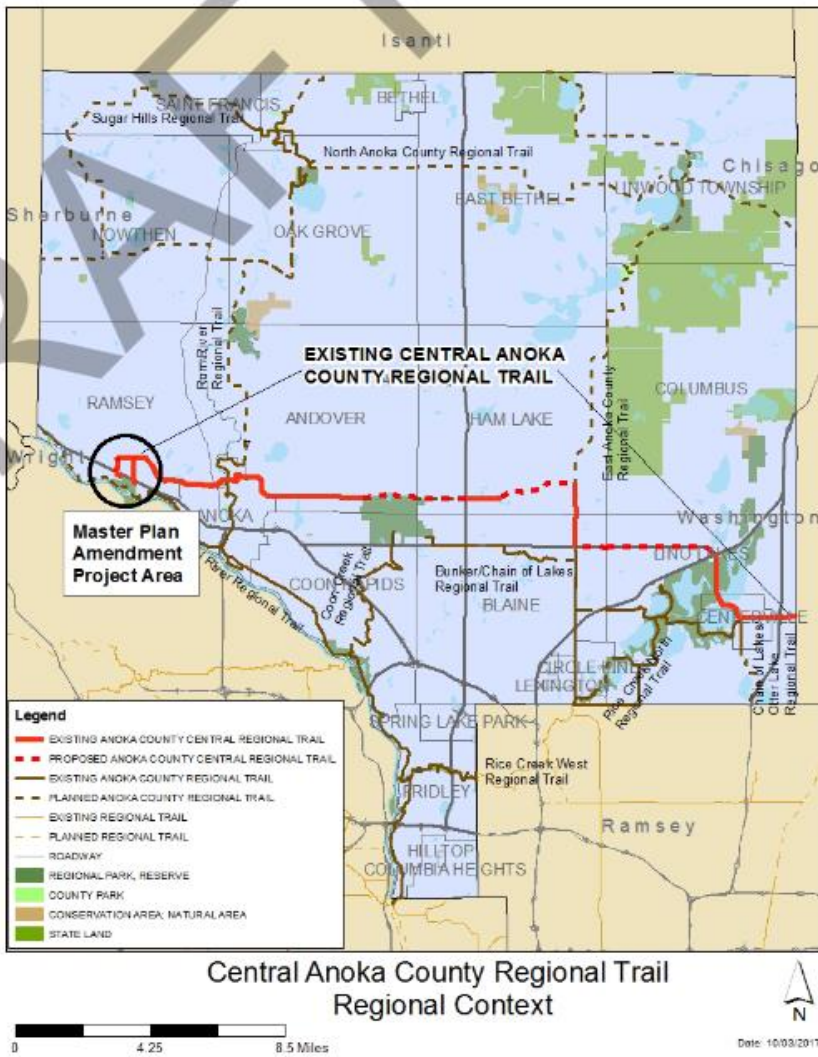 DRAFT
Isanti
SAINT FRANCIS
BETHEL
Sugar Hills Regional Trail
North Anoka County Regional Trail
Chisago
LINWOOD TOWNSHIP
EAST BETHEL
Sherburne
NOWTHEN
OAK GROVE
Rum River
Regional Trail
EXISTING CENTRAL ANOKA
COUNTY REGIONAL TRAIL
East Anoka County
Regional Trail
COLUMBUS
RAMSEY
ANDOVER
HAM LAKE
Wright
ANOKA
Washington
Master Plan
Amendment
Project Area
LINO LAKES
COON RAPIDS
Coon Creek
Regional Trail
Bunker/Chain of Lakes
Regional Trail
River Regional Trail
BLAINE
CENTERVILLE
CIRCLE PINES
LEXINGTON
Rice Creek North
Regional Trail
Chain of Lakes/
Otter Lake
Regional Trail
SPRING LAKE PARK
Rice Creek West
Regional Trail
FRIDLEY
Ramsey
HILLTOP
COLUMBIA HEIGHTS
Legend
EXISTING ANOKA COUNTY CENTRAL REGIONAL TRAIL
PROPOSED ANOKA COUNTY CENTRAL REGIONAL TRAIL
EXISTING ANOKA COUNTY REGIONAL TRAIL
PLANNED ANOKA COUNTY REGIONAL TRAIL
EXISTING REGIONAL TRAIL
PLANNED REGIONAL TRAIL
ROADWAY
REGIONAL PARK, RESERVE
COUNTY PARK
CONSERVATION AREA; NATURAL AREA
STATE LAND
Central Anoka County Regional Trail
Regional Context
N
0 4.25 8.5 Miles
Date: 10/03/2017